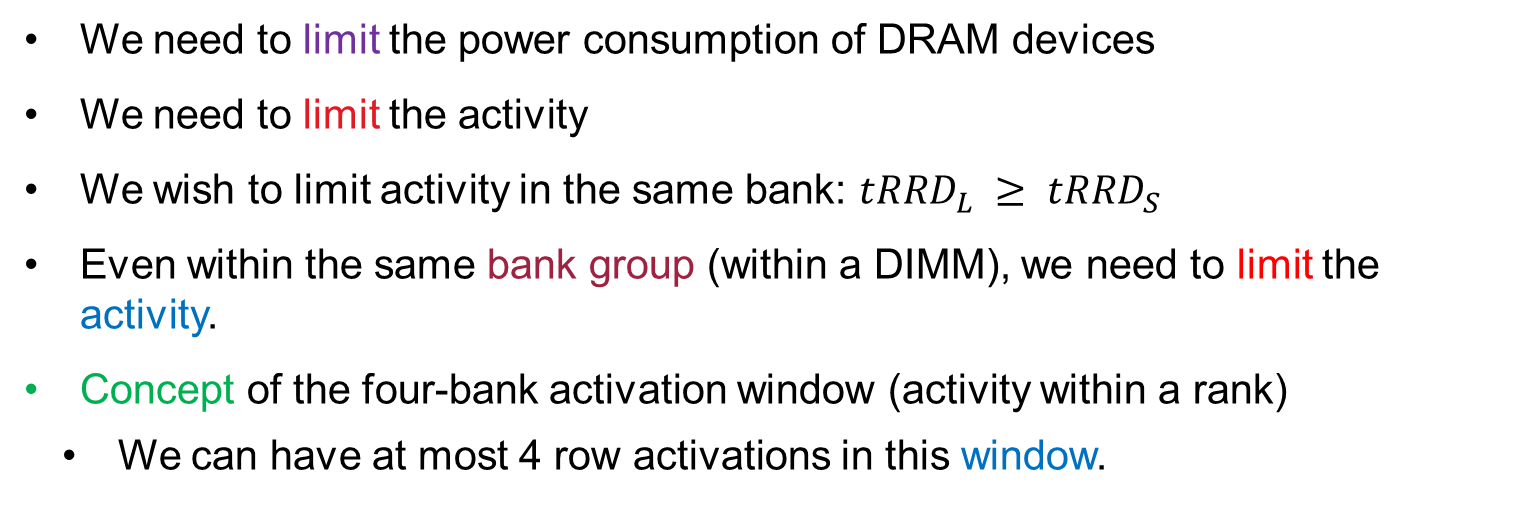 • We need to limit the power consumption of DRAM devices
• We need to limit the activity
• We wish to limit activity in the same bank: tRRD_L ≥ tRRD_S
• Even within the same bank group (within a DIMM), we need to limit the
activity.
• Concept of the four-bank activation window (activity within a rank)
• We can have at most 4 row activations in this window.